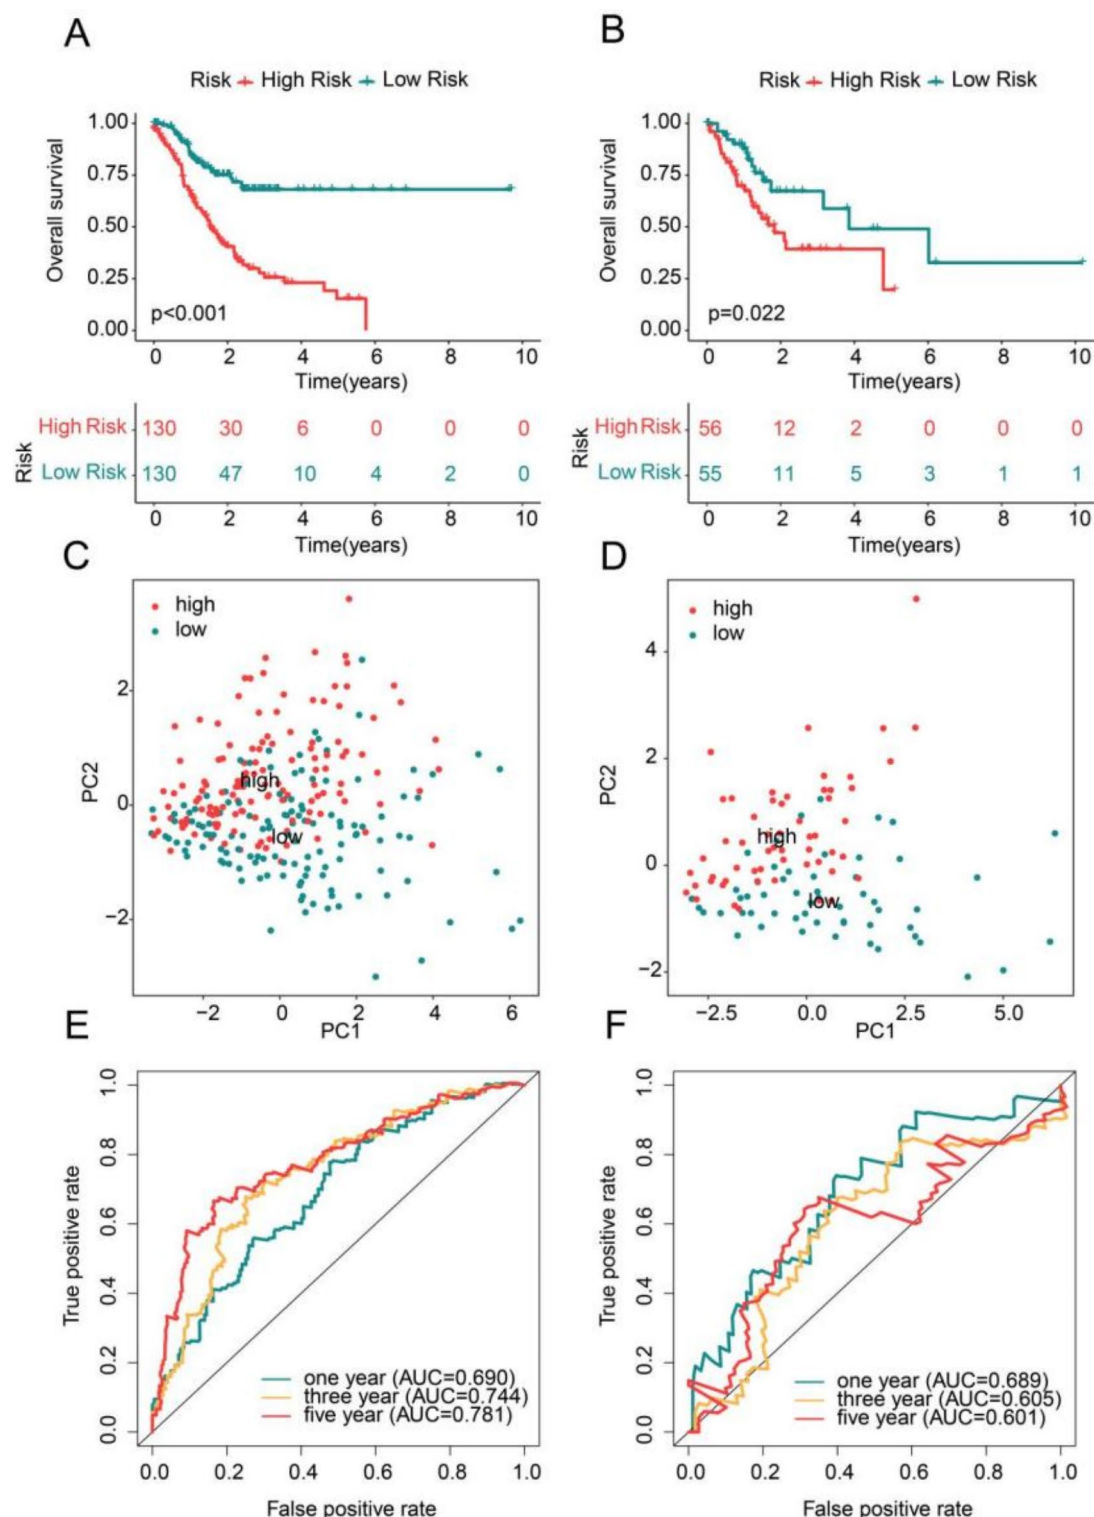 A
B
Risk High Risk Low Risk
Risk High Risk Low Risk
Overall survival
1.00
0.75
0.50
0.25
0.00
p<0.001
0 2 4 6 8 10
Time(years)
Overall survival
1.00
0.75
0.50
0.25
0.00
p=0.022
0 2 4 6 8 10
Time(years)
Risk
High Risk 130 30 6 0 0 0
Low Risk 130 47 10 4 2 0
0 2 4 6 8 10
Time(years)
Risk
High Risk 56 12 2 0 0 0
Low Risk 55 11 5 3 1 1
0 2 4 6 8 10
Time(years)
C
high
low
PC2
2
0
−2
high
low
−2 0 2 4 6
PC1
D
high
low
PC2
4
2
0
−2
high
low
−2.5 0.0 2.5 5.0
PC1
E
True positive rate
1.0
0.8
0.6
0.4
0.2
0.0
one year (AUC=0.690)
three year (AUC=0.744)
five year (AUC=0.781)
0.0 0.2 0.4 0.6 0.8 1.0
False positive rate
F
True positive rate
1.0
0.8
0.6
0.4
0.2
0.0
one year (AUC=0.689)
three year (AUC=0.605)
five year (AUC=0.601)
0.0 0.2 0.4 0.6 0.8 1.0
False positive rate